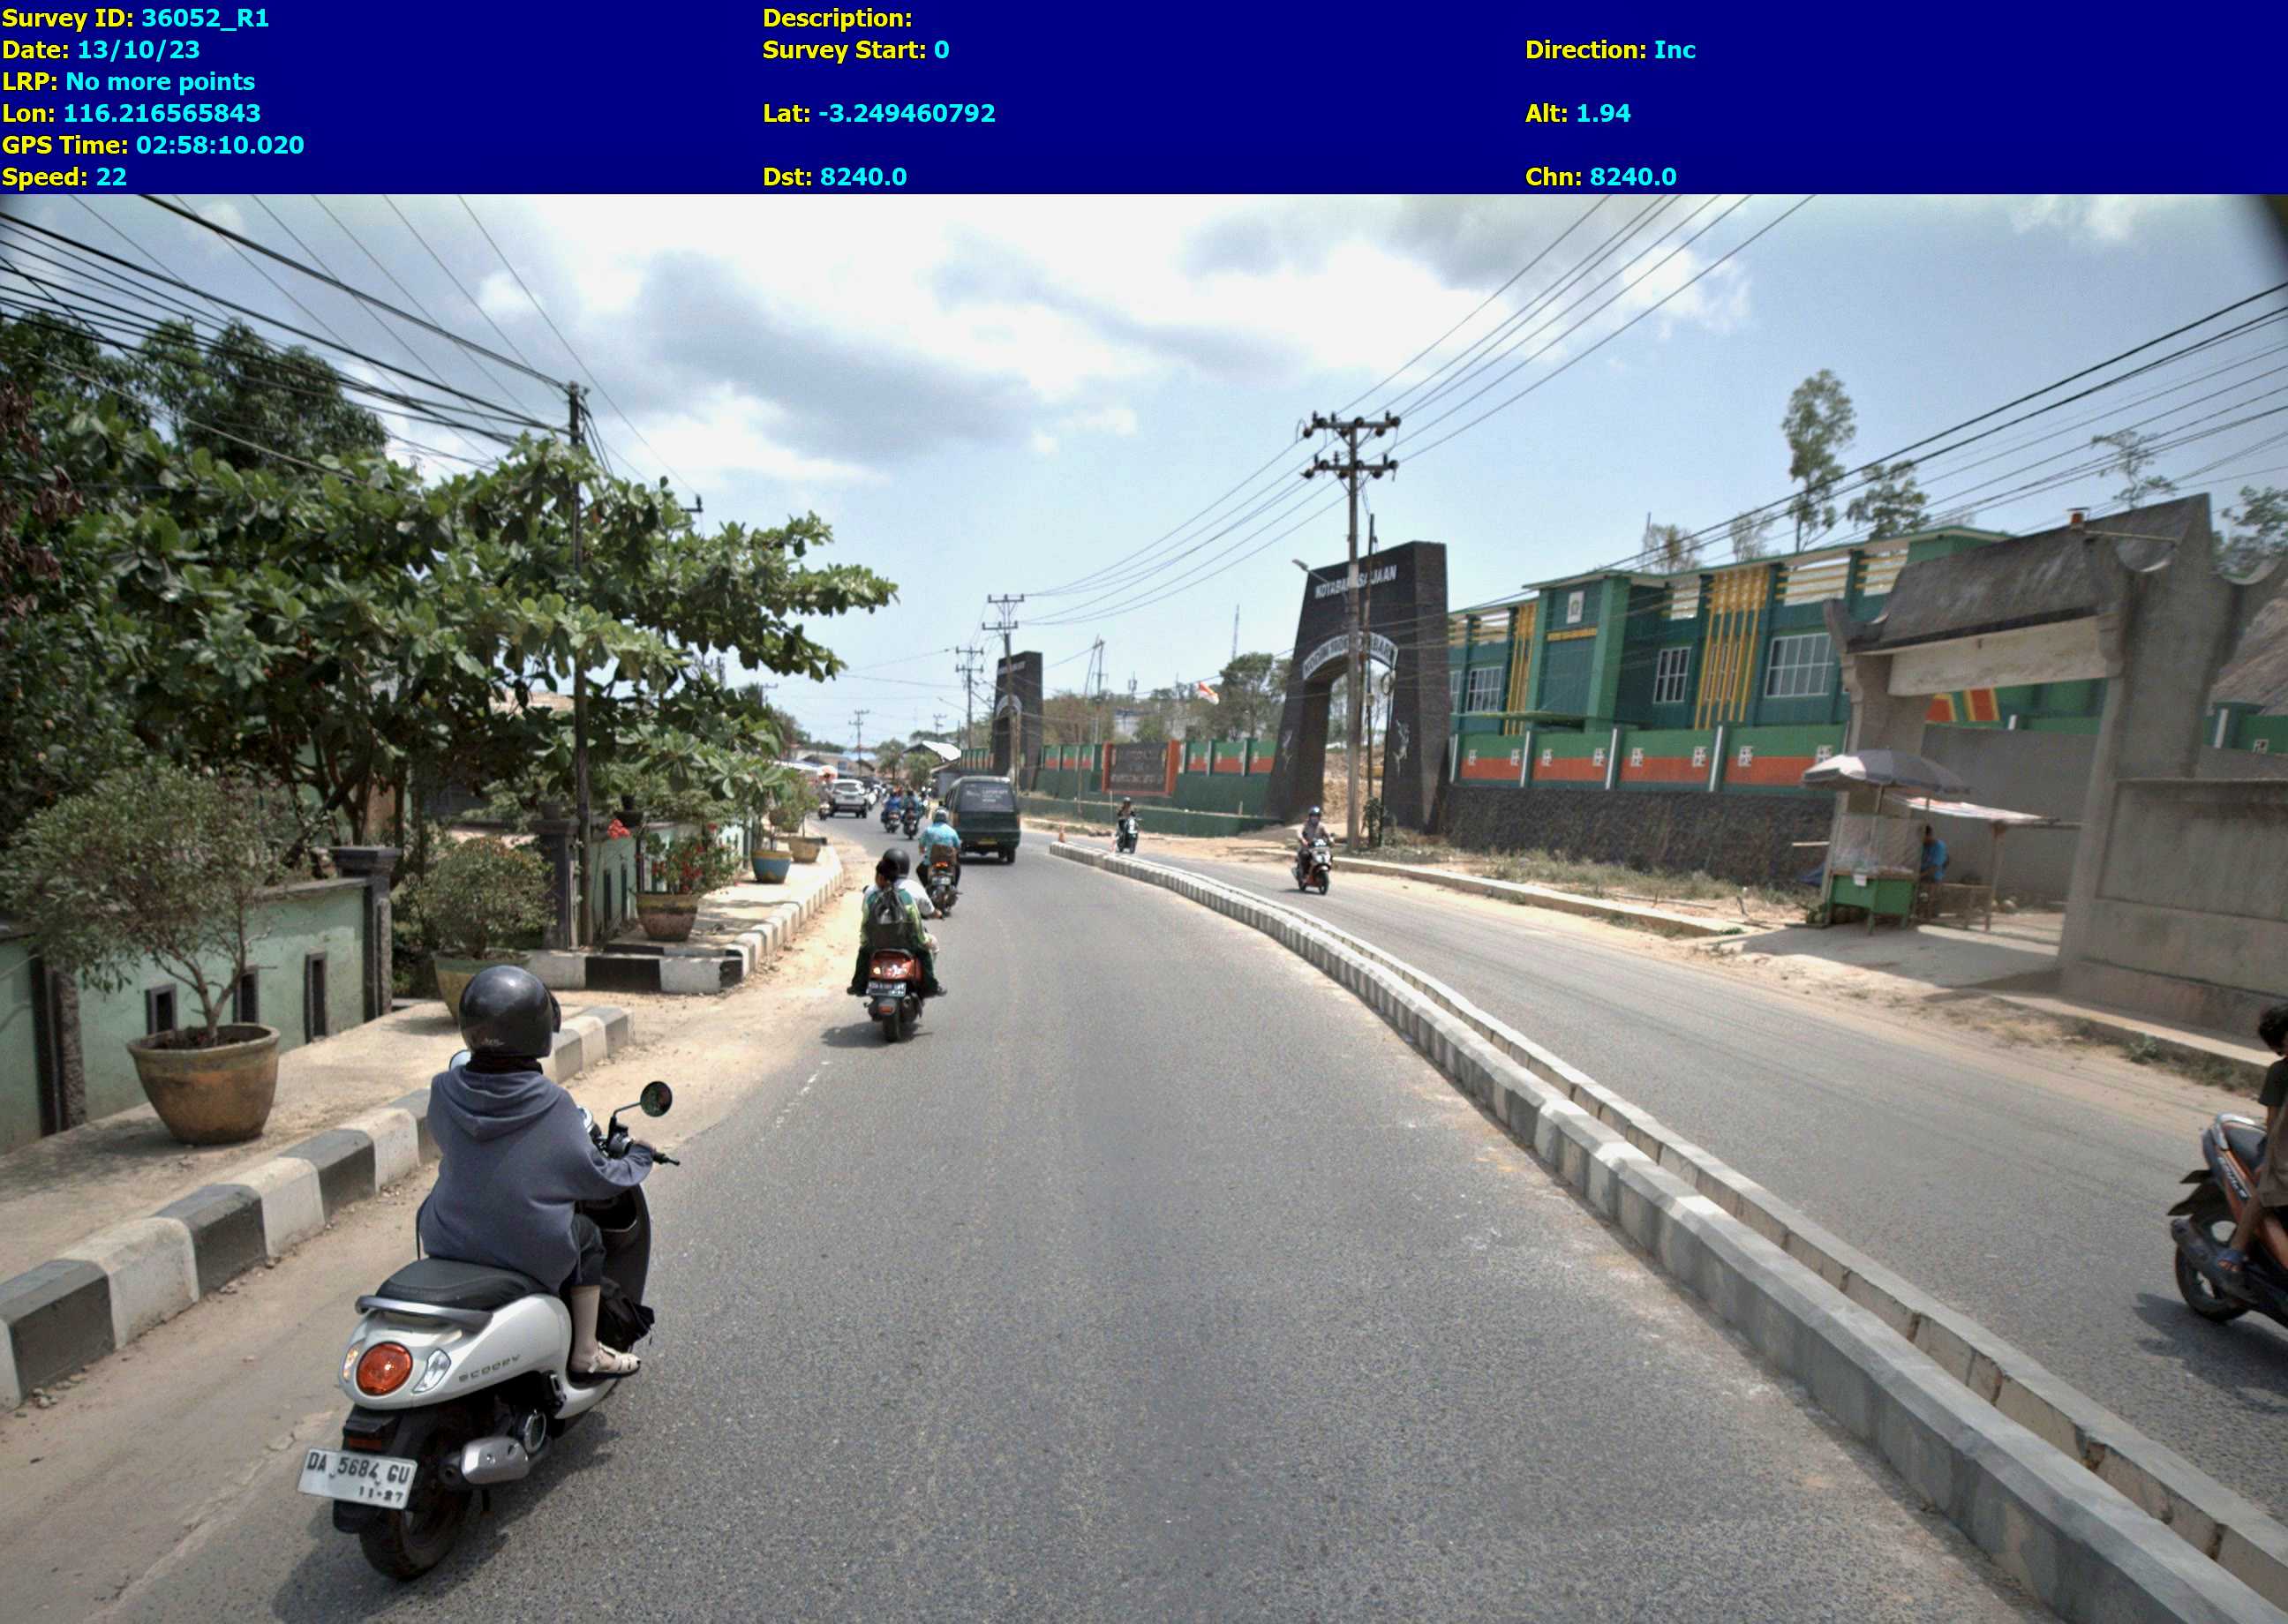 Survey ID: 36052_R1
Description:
Date: 13/10/23
Survey Start: 0
Direction: Inc
LRP: No more points
Lon: 116.216565843
Lat: -3.249460792
Alt: 1.94
GPS Time: 02:58:10.020
Speed: 22
Dst: 8240.0
Chn: 8240.0
SCOOPY
DA 5684 GU
11-27